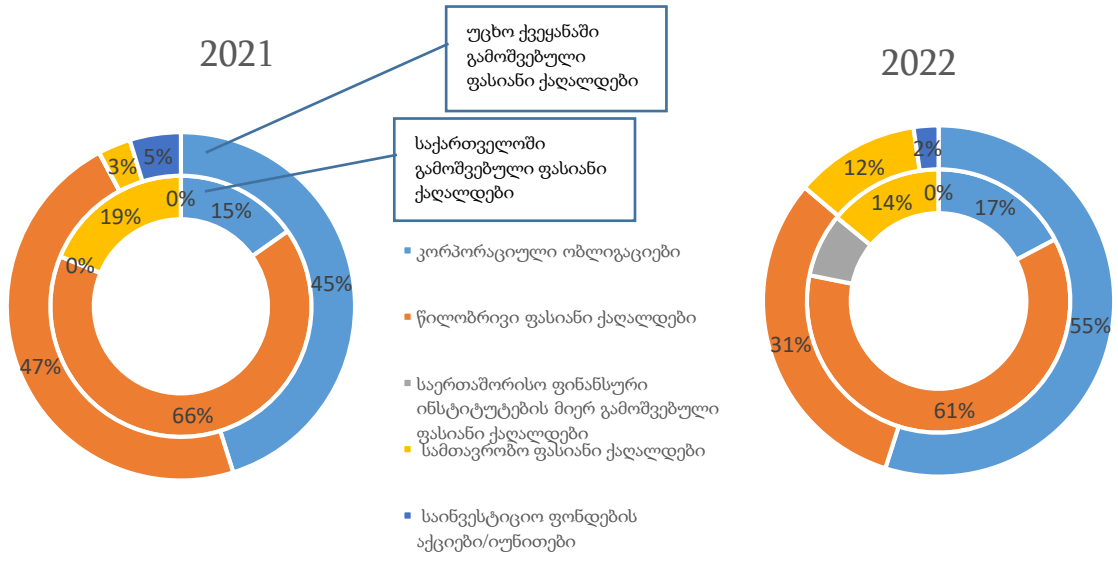 2021
უცხო ქვეყანაში
გამოშვებული
ფასიანი ქაღალდები
საქართველოში
გამოშვებული ფასიანი
ქაღალდები
3%
5%
19%
0%
15%
0%
45%
47%
66%
კორპორაციული ობლიგაციები
წილობრივი ფასიანი ქაღალდები
საერთაშორისო ფინანსური
ინსტიტუტების მიერ გამოშვებული
ფასიანი ქაღალდები
სამთავრობო ფასიანი ქაღალდები
საინვესტიციო ფონდების
აქციები/იუნითები
2022
12%
2%
14%
0%
17%
31%
55%
61%